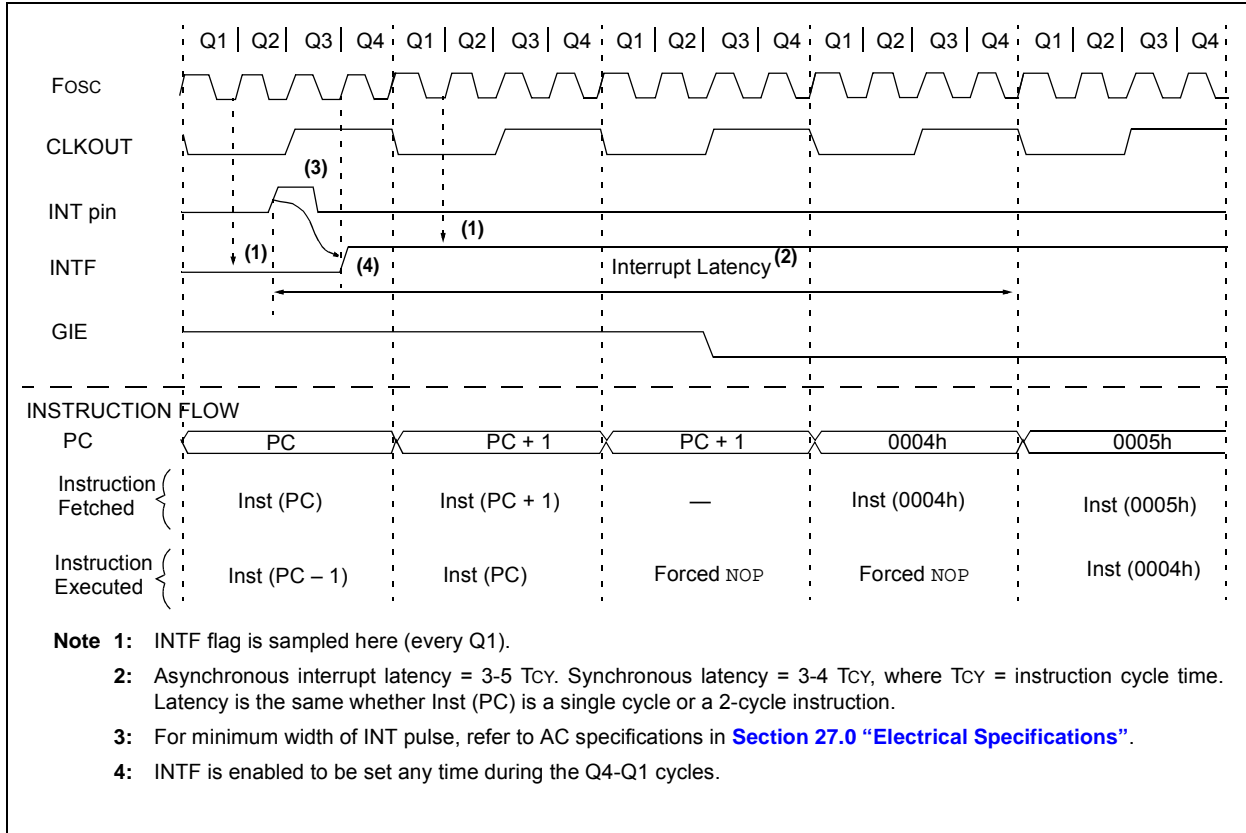 Q1 Q2 Q3 Q4 Q1 Q2 Q3 Q4 Q1 Q2 Q3 Q4 Q1 Q2 Q3 Q4 Q1 Q2 Q3 Q4
FOSC
CLKOUT
(3)
INT pin
(1)
(1)
INTF
(4)
Interrupt Latency (2)
GIE
INSTRUCTION FLOW
PC PC PC + 1 PC + 1 0004h 0005h
Instruction Fetched Inst (PC) Inst (PC + 1) — Inst (0004h) Inst (0005h)
Instruction Executed Inst (PC – 1) Inst (PC) Forced NOP Forced NOP Inst (0004h)
Note 1: INTF flag is sampled here (every Q1).
2: Asynchronous interrupt latency = 3-5 TCY. Synchronous latency = 3-4 TCY, where TCY = instruction cycle time.
Latency is the same whether Inst (PC) is a single cycle or a 2-cycle instruction.
3: For minimum width of INT pulse, refer to AC specifications in Section 27.0 “Electrical Specifications”.
4: INTF is enabled to be set any time during the Q4-Q1 cycles.